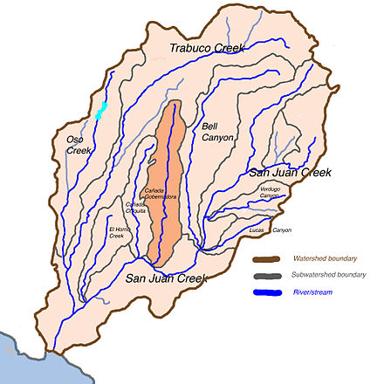 Trabuco Creek
Oso
Creek
Bell
Canyon
San Juan Creek
Cañada
Gobernadora
Verdugo
Canyon
Cañada
Chiquita
El Horno
Creek
Lucas Canyon
San Juan Creek
Watershed boundary
Subwatershed boundary
River/stream